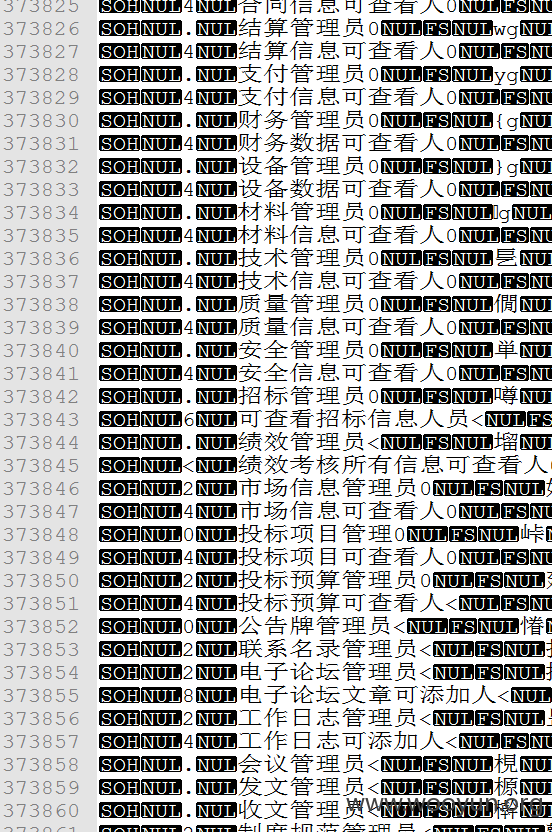 373825 SOHNUL4NUL合同信息可查看人0NULFSNU
373826 SOHNUL.NUL结算管理员0NULFSNULwgNU
373827 SOHNUL4NUL结算信息可查看人0NULFSN
373828 SOHNUL.NUL支付管理员0NULFSNULygNU
373829 SOHNUL4NUL支付信息可查看人0NULFSN
373830 SOHNUL.NUL财务管理员0NULFSNUL{gNU
373831 SOHNUL4NUL财务数据可查看人0NULFSN
373832 SOHNUL.NUL设备管理员0NULFSNUL}gNU
373833 SOHNUL4NUL设备数据可查看人0NULFSN
373834 SOHNUL.NUL材料管理员0NULFSNULgNU
373835 SOHNUL4NUL材料信息可查看人0NULFSN
373836 SOHNUL.NUL技术管理员0NULFSNUL NU
373837 SOHNUL4NUL技术信息可查看人0NULFSN
373838 SOHNUL.NUL质量管理员0NULFSNUL僩NU
373839 SOHNUL4NUL质量信息可查看人0NULFSN
373840 SOHNUL.NUL安全管理员0NULFSNUL単NU
373841 SOHNUL4NUL安全信息可查看人0NULFSN
373842 SOHNUL.NUL招标管理员0NULFSNUL噂NU
373843 SOHNUL6NUL可查看招标信息人员<NULFS
373844 SOHNUL.NUL绩效管理员<NULFSNUL塯NU
373845 SOHNUL<NUL绩效考核所有信息可查看人
373846 SOHNUL2NUL市场信息管理员0NULFSNUL
373847 SOHNUL4NUL市场信息可查看人0NULFSN
373848 SOHNUL0NUL投标项目管理0NULFSNUL峠N
373849 SOHNUL4NUL投标项目可查看人0NULFSN
373850 SOHNUL2NUL投标预算管理员0NULFSNUL
373851 SOHNUL4NUL投标预算可查看人<NULFSN
373852 SOHNUL0NUL公告牌管理员<NULFSNUL惓N
373853 SOHNUL2NUL联系名录管理员<NULFSNUL
373854 SOHNUL2NUL电子论坛管理员<NULFSNUL
373855 SOHNUL8NUL电子论坛文章可添加人<NUL
373856 SOHNUL2NUL工作日志管理员<NULFSNUL
373857 SOHNUL4NUL工作日志可添加人<NULFSN
373858 SOHNUL.NUL会议管理员<NULFSNUL梘NU
373859 SOHNUL.NUL发文管理员<NULFSNUL榞NU
373860 SOHNUL.NUL收文管理员<NULFSNUL NU
www.wooyun.org
373861 SOHNUL2NUL制度规范管理员<NULFSNUL